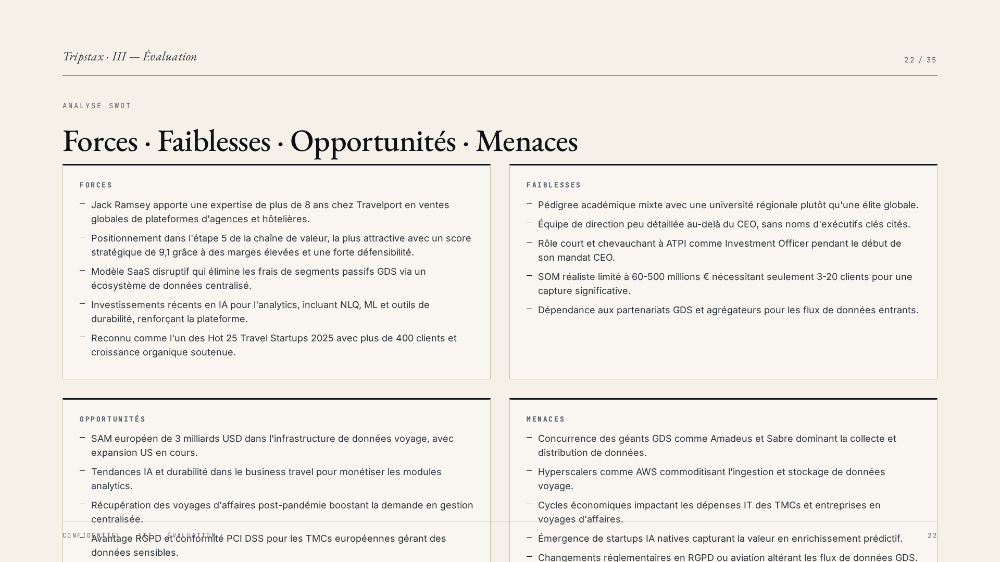 Tripstax · III — Évaluation
22 / 35
ANALYSE SWOT
Forces · Faiblesses · Opportunités · Menaces
FORCES
— Jack Ramsey apporte une expertise de plus de 8 ans chez Travelport en ventes
globales de plateformes d'agences et hôtelières.
— Positionnement dans l'étape 5 de la chaîne de valeur, la plus attractive avec un score
stratégique de 9,1 grâce à des marges élevées et une forte défensibilité.
— Modèle SaaS disruptif qui élimine les frais de segments passifs GDS via un
écosystème de données centralisé.
— Investissements récents en IA pour l'analytics, incluant NLQ, ML et outils de
durabilité, renforçant la plateforme.
— Reconnu comme l'un des Hot 25 Travel Startups 2025 avec plus de 400 clients et
croissance organique soutenue.
FAIBLESSES
— Pédigree académique mixte avec une université régionale plutôt qu'une élite globale.
— Équipe de direction peu détaillée au-delà du CEO, sans noms d'exécutifs clés cités.
— Rôle court et chevauchant à ATPI comme Investment Officer pendant le début de
son mandat CEO.
— SOM réaliste limité à 60-500 millions € nécessitant seulement 3-20 clients pour une
capture significative.
— Dépendance aux partenariats GDS et agrégateurs pour les flux de données entrants.
OPPORTUNITÉS
— SAM européen de 3 milliards USD dans l'infrastructure de données voyage, avec
expansion US en cours.
— Tendances IA et durabilité dans le business travel pour monétiser les modules
analytics.
— Récupération des voyages d'affaires post-pandémie boostant la demande en gestion
centralisée.
— Avantage RGPD et conformité PCI DSS pour les TMCs européennes gérant des
données sensibles.
MENACES
— Concurrence des géants GDS comme Amadeus et Sabre dominant la collecte et
distribution de données.
— Hyperscalers comme AWS commoditisant l'ingestion et stockage de données
voyage.
— Cycles économiques impactant les dépenses IT des TMCs et entreprises en
voyages d'affaires.
— Émergence de startups IA natives capturant la valeur en enrichissement prédictif.
— Changements réglementaires en RGPD ou aviation altérant les flux de données GDS.
CONFIDENTIEL · III — ÉVALUATION
22